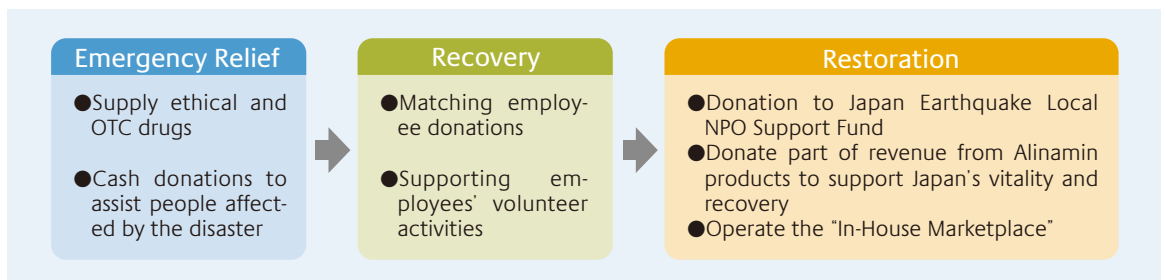 Emergency Relief
●Supply ethical and
OTC drugs
●Cash donations to
assist people affect-
ed by the disaster
Recovery
●Matching employ-
ee donations
●Supporting em-
ployees' volunteer
activities
Restoration
●Donation to Japan Earthquake Local
NPO Support Fund
●Donate part of revenue from Alinamin
products to support Japan's vitality and
recovery
●Operate the “In-House Marketplace”